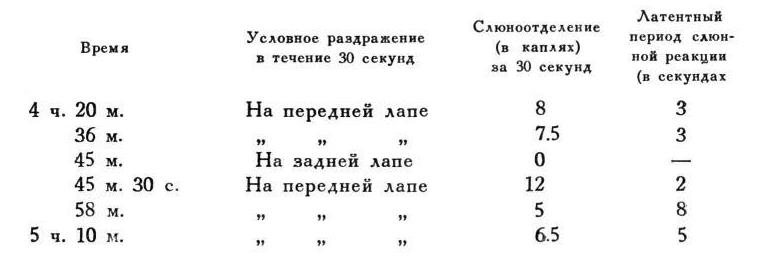 Время
Условное раздражение
в течение 30 секунд
Слюноотделение
(в каплях)
за 30 секунд
Латентный
период слюн-
ной реакции
(в секундах
4 ч. 20 м. На передней лапе 8 3
36 м. „ „ „ 7.5 3
45 м. На задней лапе 0 —
45 м. 30 с. На передней лапе 12 2
58 м. „ „ „ 5 8
5 ч. 10 м. „ „ „ 6.5 5